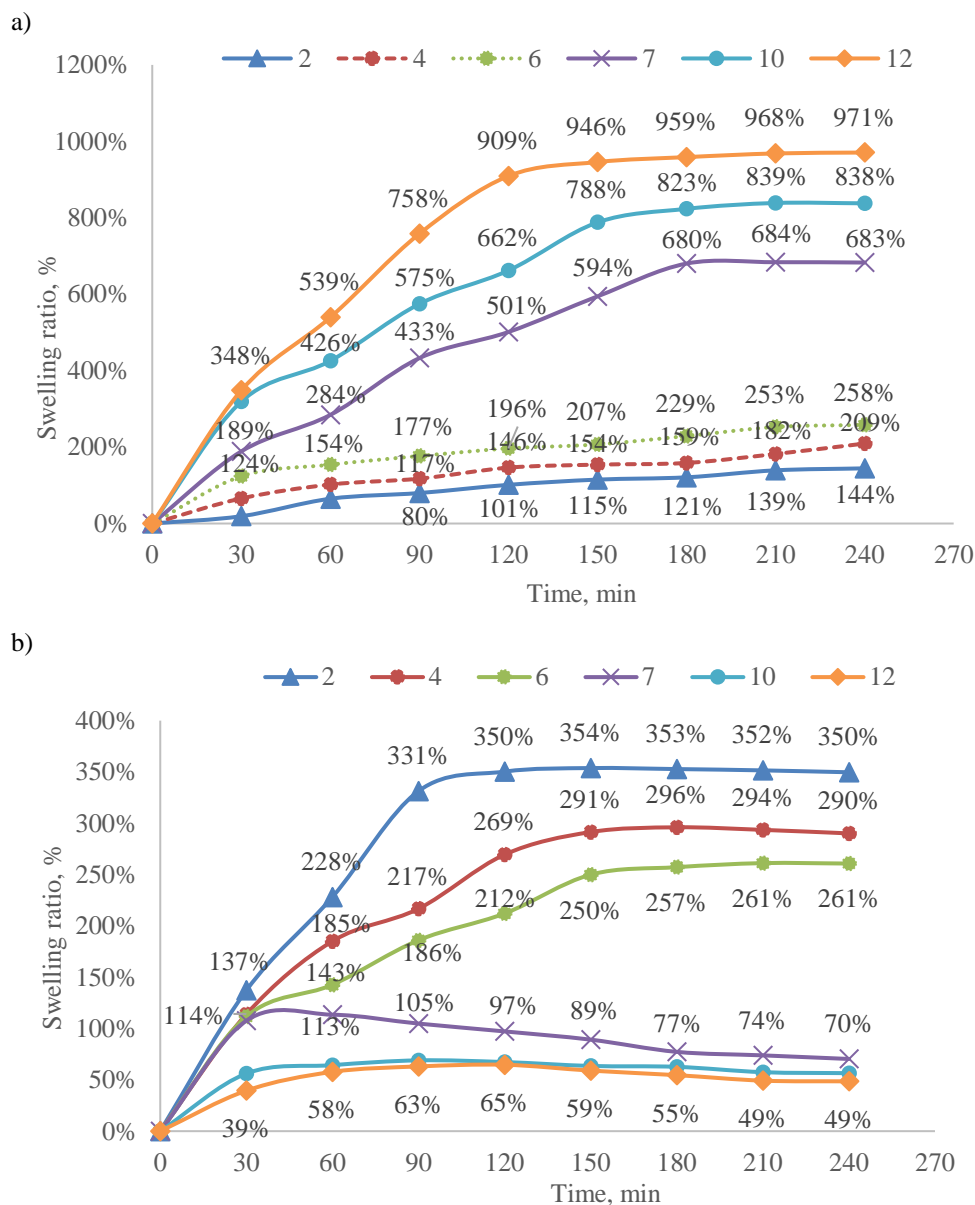 a)
1200%
2 4 6 7 10 12
1000%
800%
600%
400%
200%
0%
Swelling ratio, %
348% 539% 758% 909% 946% 959% 968% 971%
426% 575% 662% 788% 823% 839% 838%
189% 284% 433% 501% 594% 680% 684% 683%
124% 154% 177% 196% 207% 229% 253% 258%
117% 146% 154% 159% 182% 209%
80% 101% 115% 121% 139% 144%
0 30 60 90 120 150 180 210 240 270
Time, min
b)
2 4 6 7 10 12
400%
350%
300%
250%
200%
150%
100%
50%
0%
Swelling ratio, %
137% 228% 331% 350% 354% 353% 352% 350%
114% 185% 217% 269% 291% 296% 294% 290%
143% 186% 212% 250% 257% 261% 261%
113% 105% 97% 89% 77% 74% 70%
39% 58% 63% 65% 59% 55% 49% 49%
0 30 60 90 120 150 180 210 240 270
Time, min